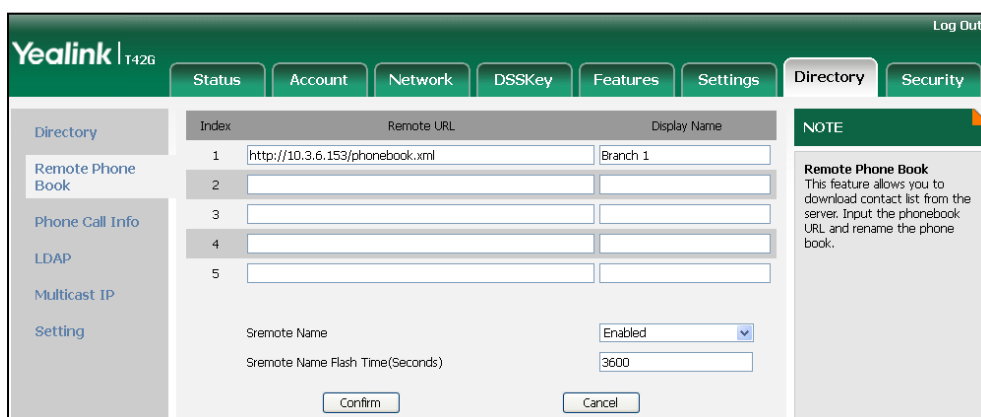 Log Out
Yealink T42G
Status Account Network DSSKey Features Settings Directory Security
Directory
Remote Phone
Book
Phone Call Info
LDAP
Multicast IP
Setting
Index Remote URL Display Name
1 http://10.3.6.153/phonebook.xml Branch 1
2
3
4
5
Sremote Name Enabled
Sremote Name Flash Time(Seconds) 3600
Confirm Cancel
NOTE
Remote Phone Book
This feature allows you to
download contact list from the
server. Input the phonebook
URL and rename the phone
book.